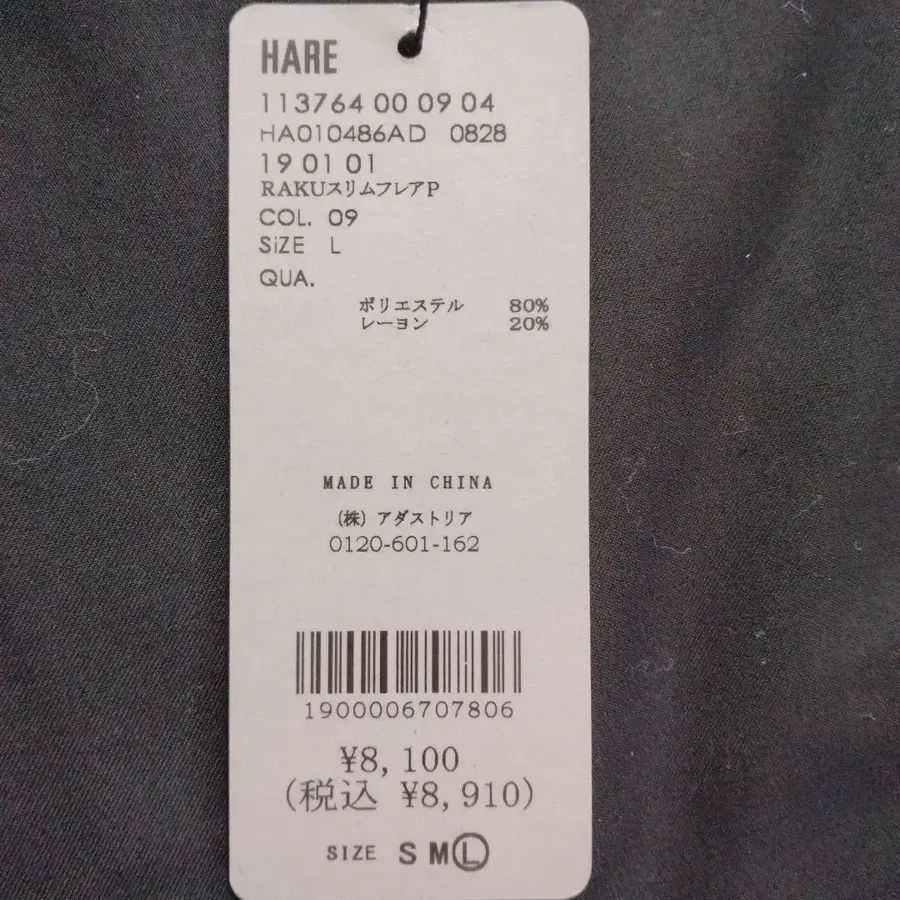 HARE
113764 00 09 04
HA010486AD 0828
19 01 01
RAKUスリムフレアP
COL. 09
SiZE L
QUA.
ポリエステル 80%
レーヨン 20%
MADE IN CHINA
(株) アダストリア
0120-601-162
1900006707806
¥8,100
(税込 ¥8,910)
SIZE S M L